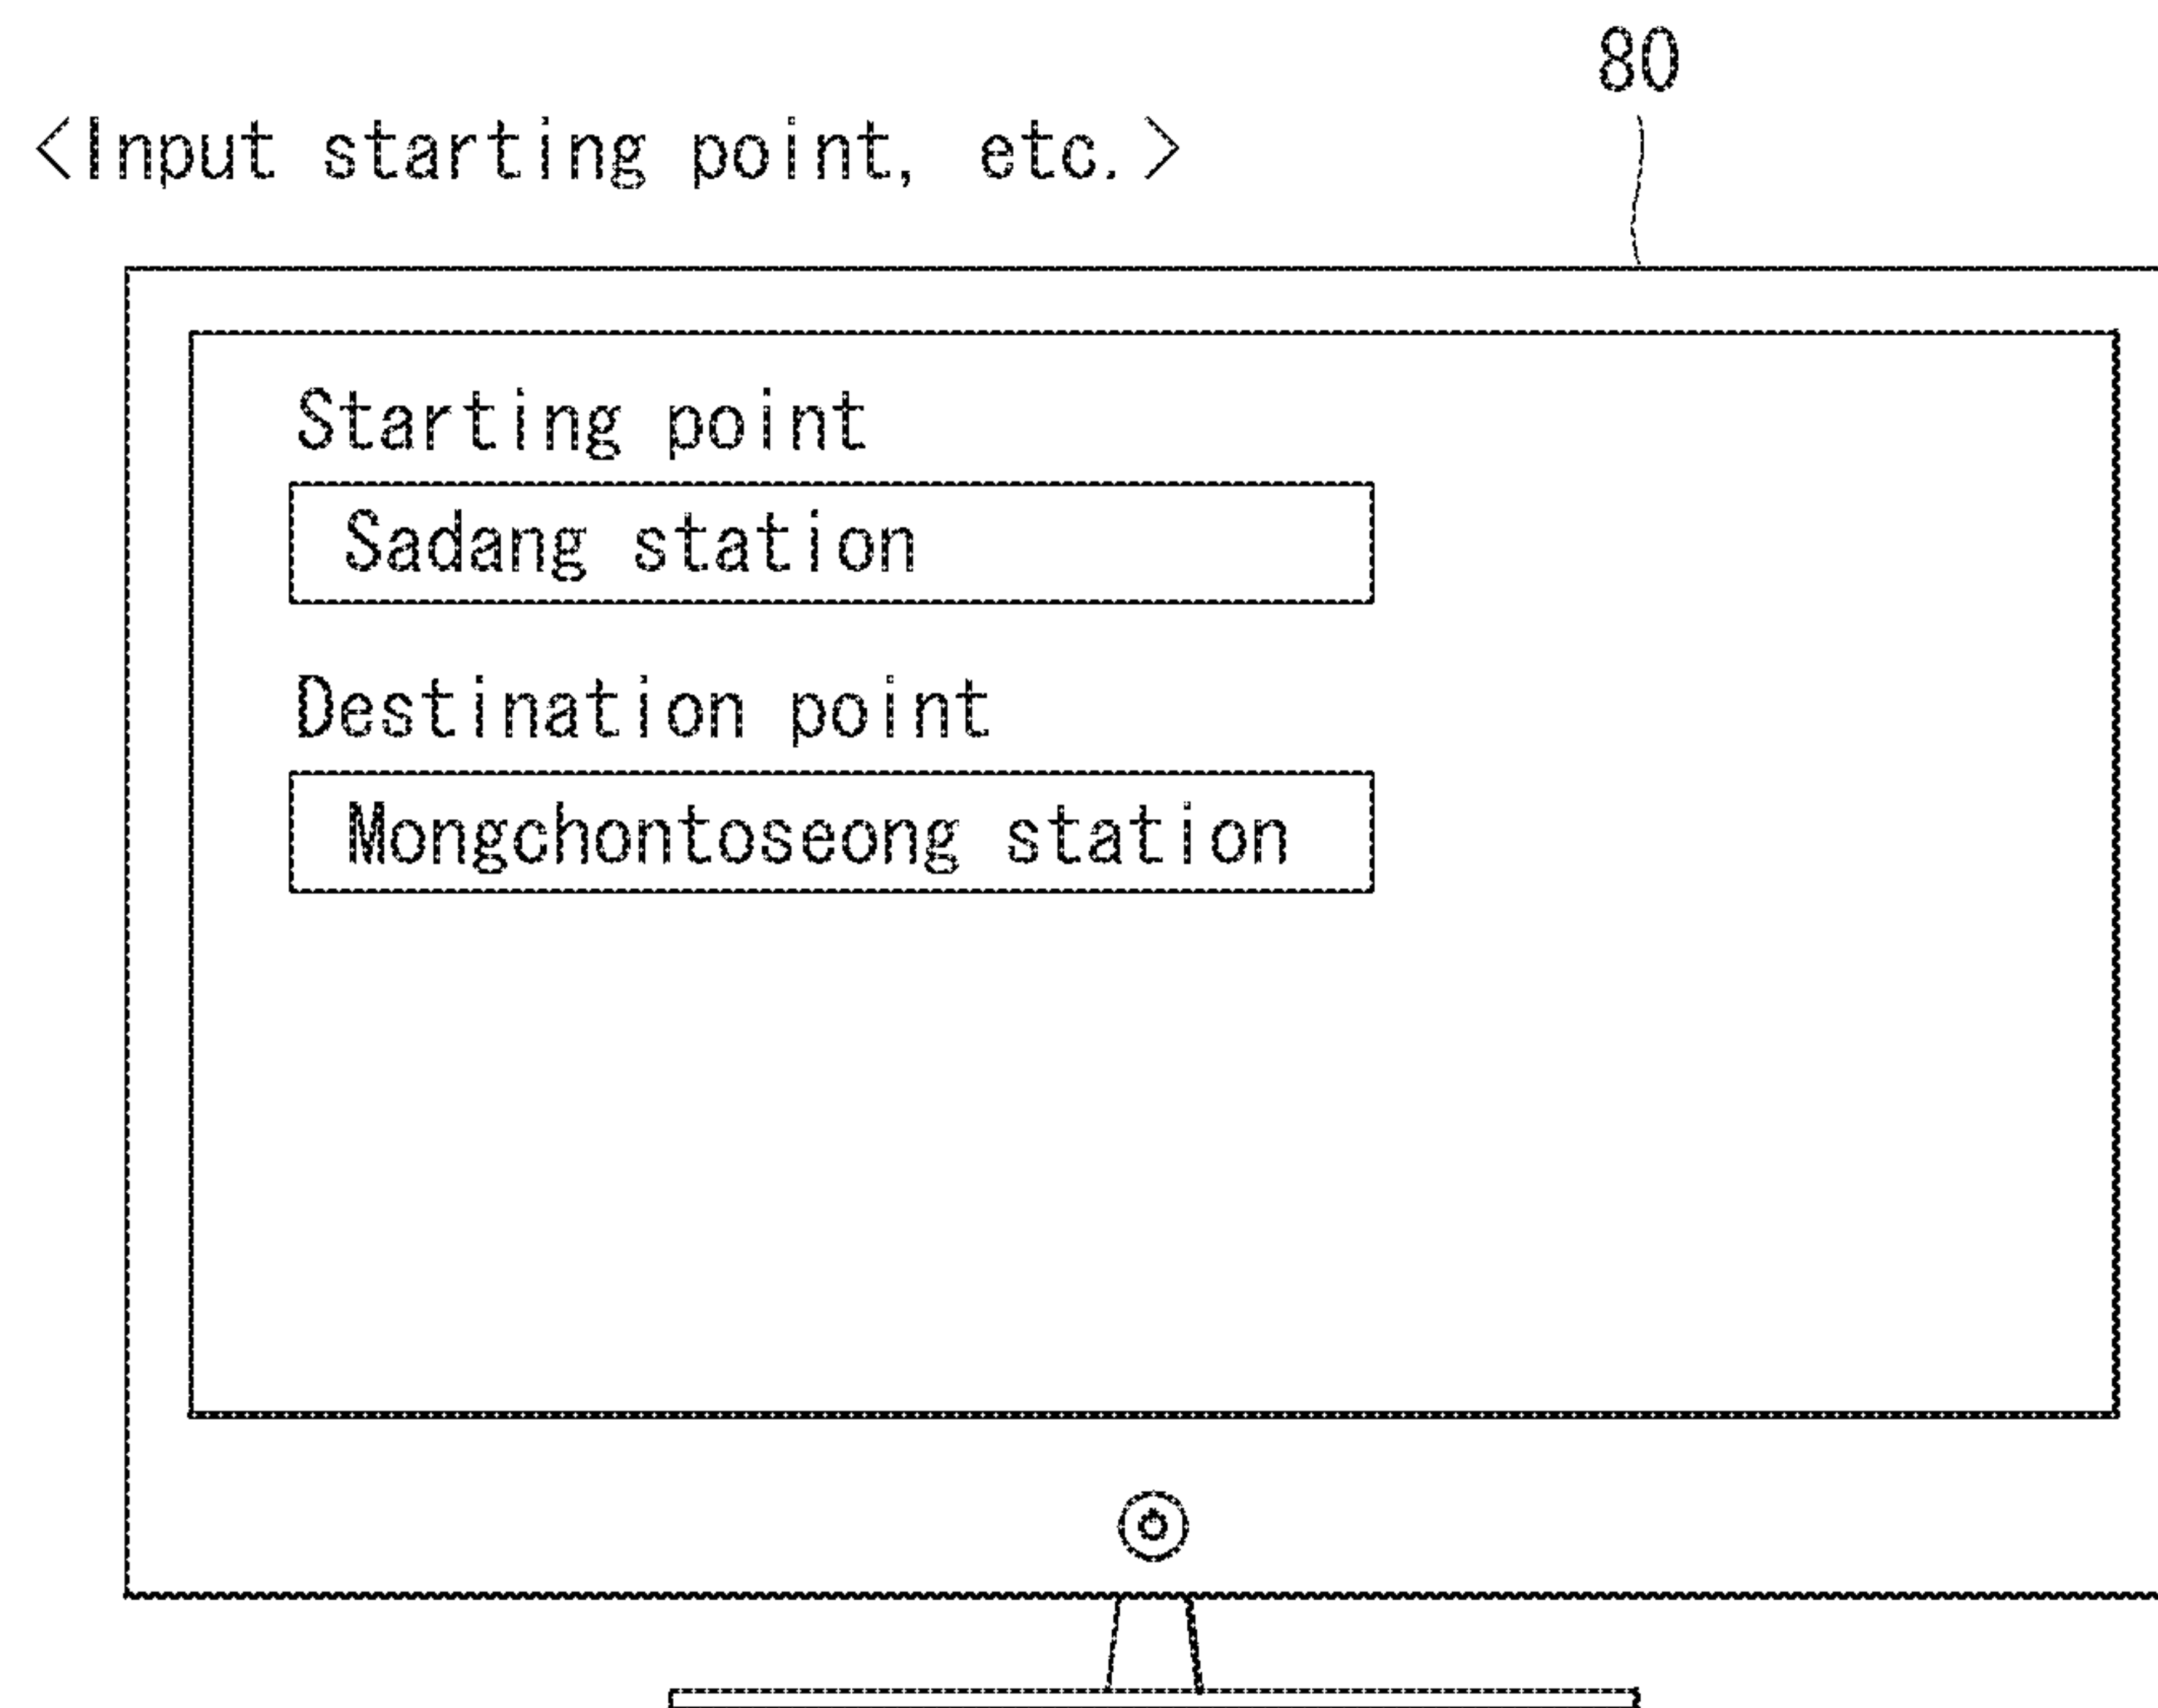 80
<Input starting point, etc.>
Starting point
Sadang station
Destination point
Mongchontoseong station